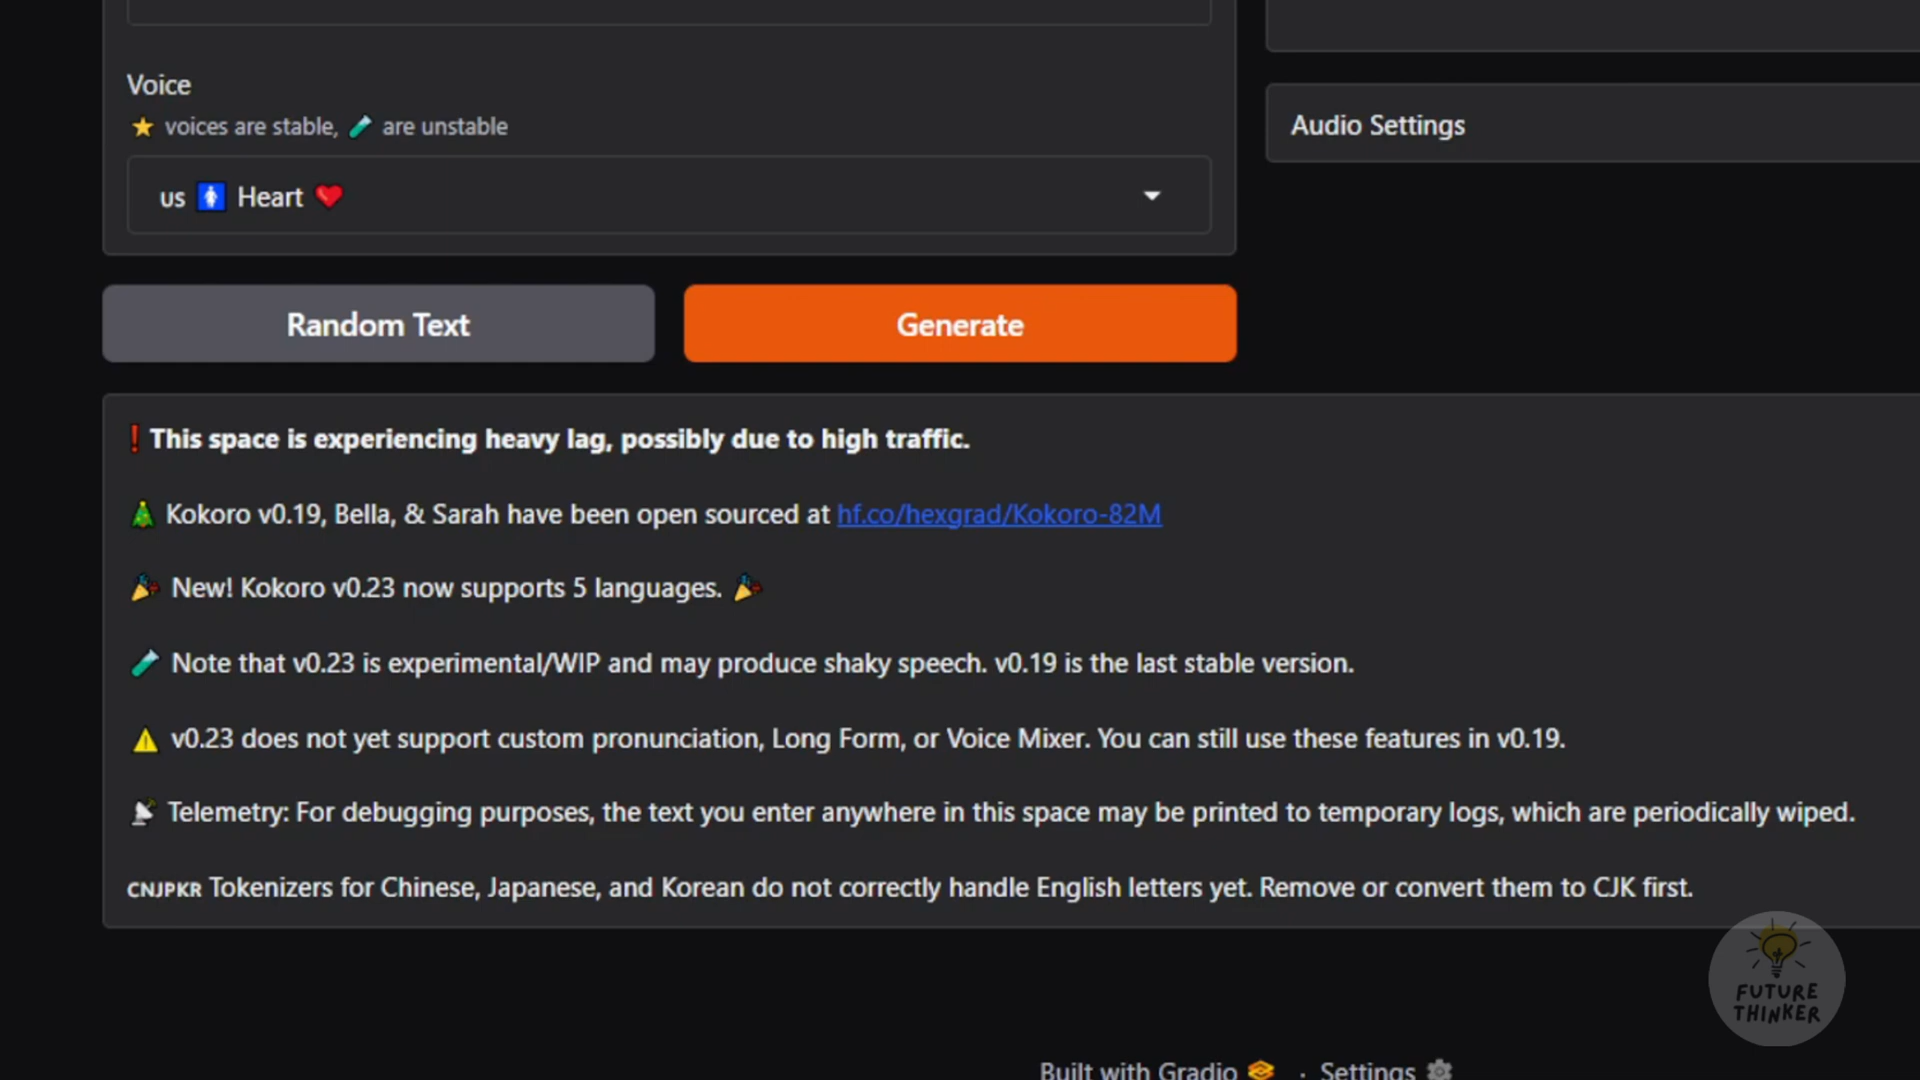 Voice
⭐ voices are stable, 🧪 are unstable
us 🚺 Heart ❤️
Audio Settings
Random Text
Generate
❗This space is experiencing heavy lag, possibly due to high traffic.
🎄 Kokoro v0.19, Bella, & Sarah have been open sourced at hf.co/hexgrad/Kokoro-82M
🎉 New! Kokoro v0.23 now supports 5 languages. 🎉
🧪 Note that v0.23 is experimental/WIP and may produce shaky speech. v0.19 is the last stable version.
⚠️ v0.23 does not yet support custom pronunciation, Long Form, or Voice Mixer. You can still use these features in v0.19.
📡 Telemetry: For debugging purposes, the text you enter anywhere in this space may be printed to temporary logs, which are periodically wiped.
CNJPKR Tokenizers for Chinese, Japanese, and Korean do not correctly handle English letters yet. Remove or convert them to CJK first.
FUTURE
THINKER
Built with Gradio · Settings